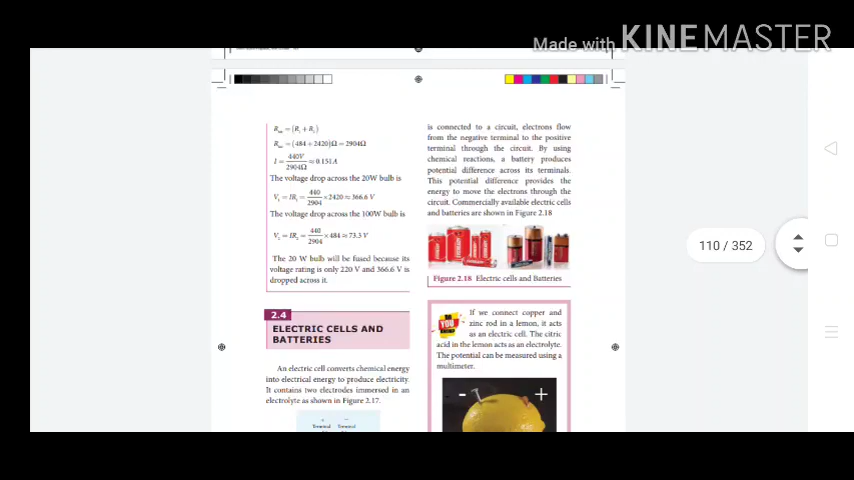 Made with KINEMASTER
R = (R + R )
R = (484 + 2420)Ω = 2904Ω
I = 440V / 2904Ω ≈ 0.151A
The voltage drop across the 20W bulb is
V = IR = 440 / 2904 × 2420 ≈ 366.6 V
The voltage drop across the 100W bulb is
V = IR = 440 / 2904 × 484 ≈ 73.3 V
The 20 W bulb will be fused because its
voltage rating is only 220 V and 366.6 V is
dropped across it.
2.4
ELECTRIC CELLS AND
BATTERIES
An electric cell converts chemical energy
into electrical energy to produce electricity.
It contains two electrodes immersed in an
electrolyte as shown in Figure 2.17.
+ −
Terminal Terminal
is connected to a circuit, electrons flow
from the negative terminal to the positive
terminal through the circuit. By using
chemical reactions, a battery produces
potential difference across its terminals.
This potential difference provides the
energy to move the electrons through the
circuit. Commercially available electric cells
and batteries are shown in Figure 2.18
Figure 2.18 Electric cells and Batteries
YOU
If we connect copper and
zinc rod in a lemon, it acts
as an electric cell. The citric
acid in the lemon acts as an electrolyte.
The potential can be measured using a
multimeter.
- +
110 / 352